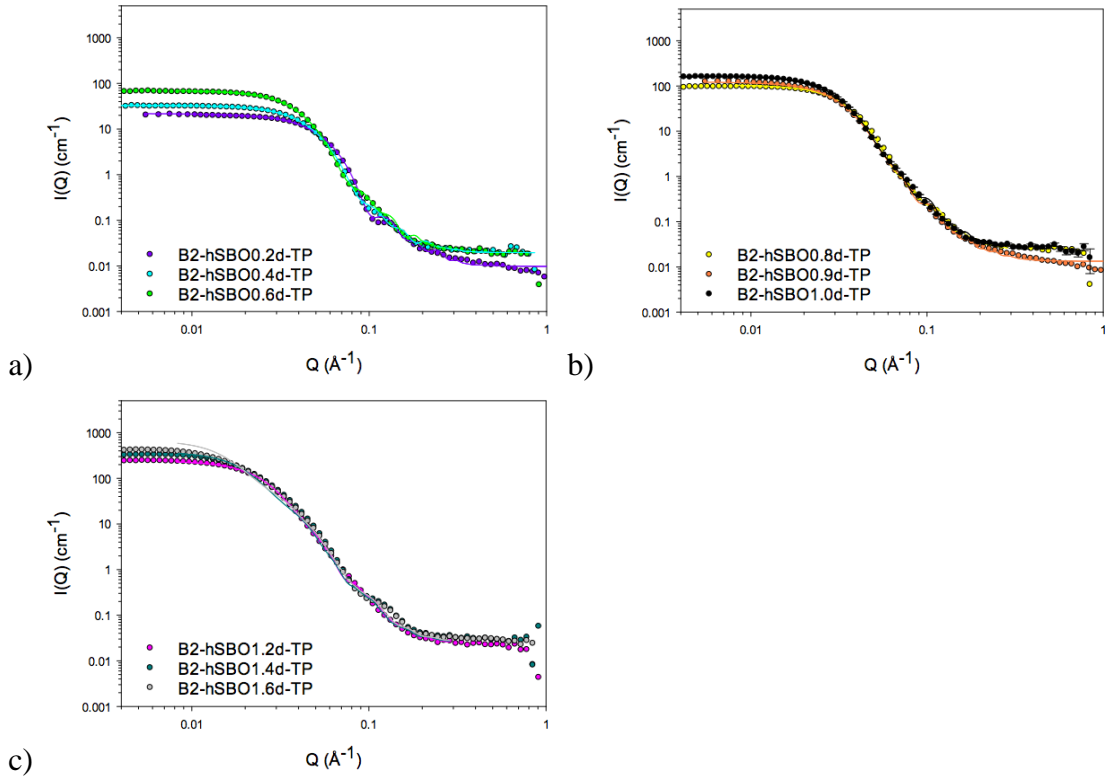 1000
100
10
1
0.1
0.01
0.001
I(Q) (cm⁻¹)
B2-hSBO0.2d-TP
B2-hSBO0.4d-TP
B2-hSBO0.6d-TP
0.01 0.1 1
Q (Å⁻¹)
a)
1000
100
10
1
0.1
0.01
0.001
I(Q) (cm⁻¹)
B2-hSBO0.8d-TP
B2-hSBO0.9d-TP
B2-hSBO1.0d-TP
0.01 0.1 1
Q (Å⁻¹)
b)
1000
100
10
1
0.1
0.01
0.001
I(Q) (cm⁻¹)
B2-hSBO1.2d-TP
B2-hSBO1.4d-TP
B2-hSBO1.6d-TP
0.01 0.1 1
Q (Å⁻¹)
c)